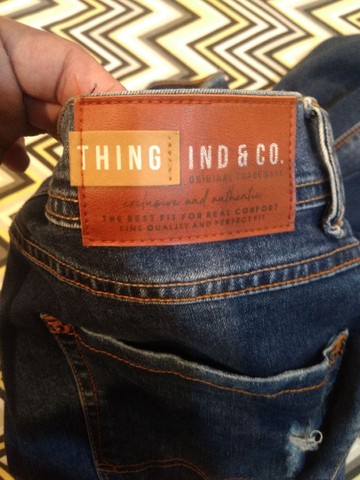 THING IND & CO.
ORIGINAL TRADEMARK
exclusive and authentic
THE BEST FIT FOR REAL COMFORT
FINE QUALITY AND PERFECT FIT